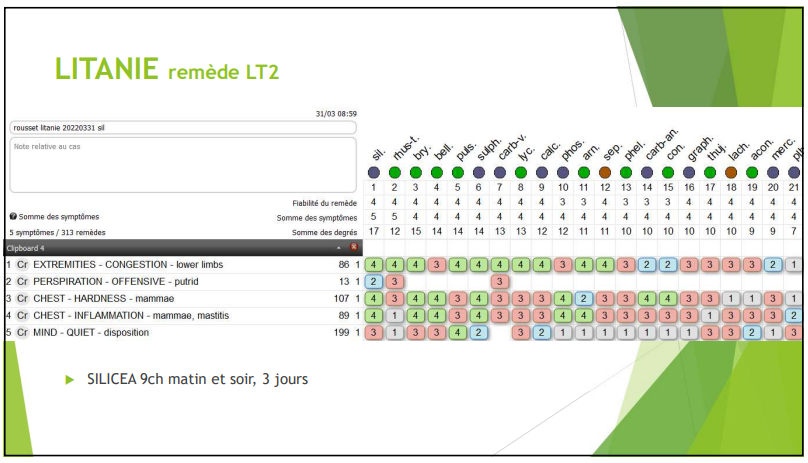 LITANIE remède LT2
31/03 08:59
rousset litanie 20220331 sil
Note relative au cas
sil. rhus-t. bry. bell. puls. sulph. carb-v. lyc. calc. phos. arn. sep. phel. carb-an. con. graph. thuj. lach. acon. merc.
1 2 3 4 5 6 7 8 9 10 11 12 13 14 15 16 17 18 19 20 21
Fiabilité du remède 4 4 4 4 4 4 4 4 4 3 3 4 3 3 3 4 4 4 4 4 4
Somme des symptômes Somme des symptômes 5 5 4 4 4 4 4 4 4 4 4 4 4 4 4 4 4 4 4 4 4
5 symptômes / 313 remèdes Somme des degrés 17 12 15 14 14 14 13 13 12 12 11 11 10 10 10 10 10 10 9 9 7
Clipboard 4
1 Cr EXTREMITIES - CONGESTION - lower limbs 86 1 4 4 4 3 4 4 4 4 4 3 4 4 3 2 2 3 3 3 3 2 1
2 Cr PERSPIRATION - OFFENSIVE - putrid 13 1 2 3 3
3 Cr CHEST - HARDNESS - mammae 107 1 4 3 4 4 3 4 3 3 3 4 2 3 3 4 4 3 3 1 1 3 1
4 Cr CHEST - INFLAMMATION - mammae, mastitis 89 1 4 1 4 4 3 4 3 3 3 4 4 3 3 3 3 3 1 3 3 3 2
5 Cr MIND - QUIET - disposition 199 1 3 1 3 3 4 2 3 2 1 1 1 1 1 1 1 3 3 2 1 3
SILICEA 9ch matin et soir, 3 jours